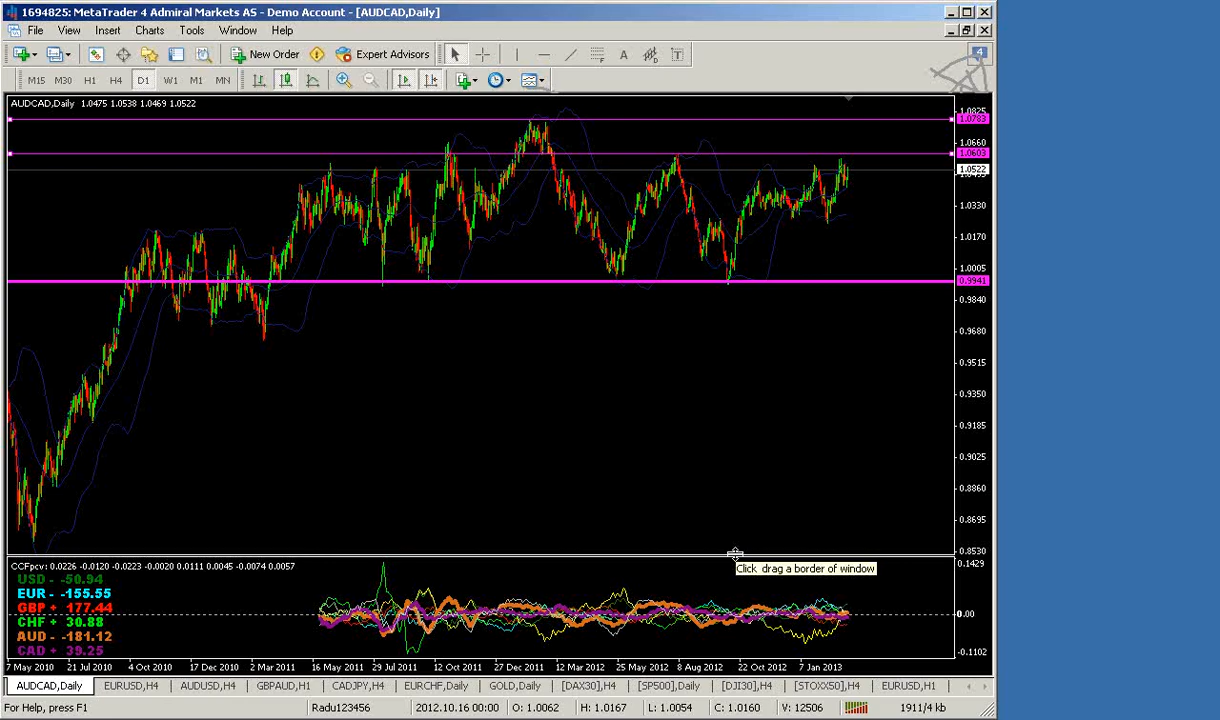 1694825: MetaTrader 4 Admiral Markets AS - Demo Account - [AUDCAD,Daily]
File View Insert Charts Tools Window Help
New Order Expert Advisors A T 4
M15 M30 H1 H4 D1 W1 M1 MN
AUDCAD,Daily 1.0475 1.0538 1.0469 1.0522
1.0825
1.0783
1.0660
1.0603
1.0522
1.0330
1.0170
1.0005
0.9941
0.9840
0.9680
0.9515
0.9350
0.9185
0.9025
0.8860
0.8695
0.8530
Click drag a border of window
CCFpcv: 0.0226 -0.0120 -0.0223 -0.0020 0.0111 0.0045 -0.0074 0.0057
0.1429
USD - -50.94
EUR - -155.55
GBP + 177.44
0.00
CHF + 30.88
AUD - -181.12
CAD + 39.25
-0.1102
7 May 2010 21 Jul 2010 4 Oct 2010 17 Dec 2010 2 Mar 2011 16 May 2011 29 Jul 2011 12 Oct 2011 27 Dec 2011 12 Mar 2012 25 May 2012 8 Aug 2012 22 Oct 2012 7 Jan 2013
AUDCAD,Daily EURUSD,H4 AUDUSD,H4 GBPAUD,H1 CADJPY,H4 EURCHF,Daily GOLD,Daily [DAX30],H4 [SP500],Daily [DJI30],H4 [STOXX50],H4 EURUSD,H1
For Help, press F1 Radu123456 2012.10.16 00:00 O: 1.0062 H: 1.0167 L: 1.0054 C: 1.0160 V: 12506 1911/4 kb